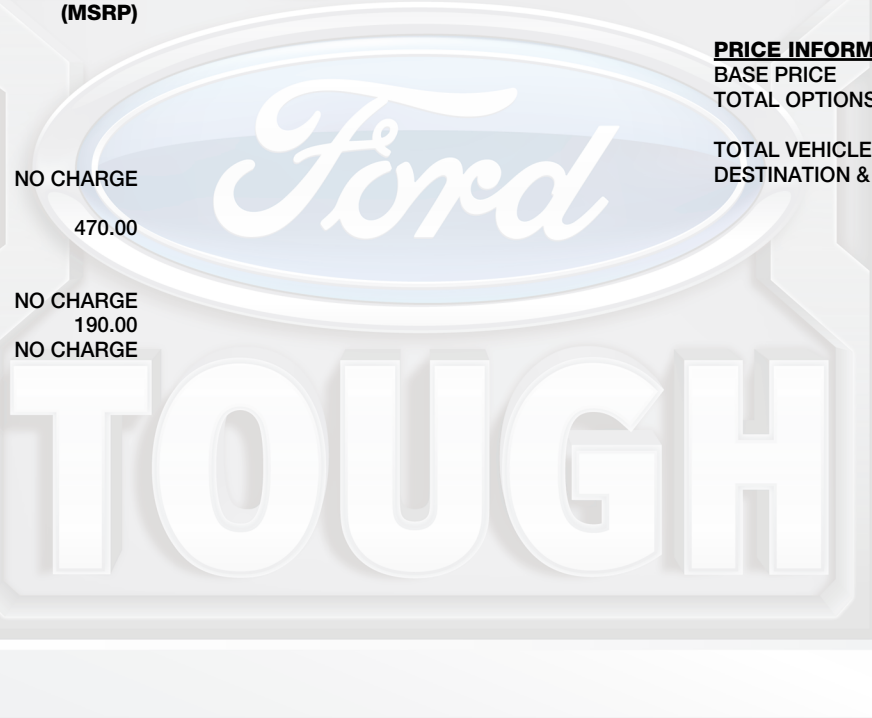 (MSRP)
NO CHARGE
470.00
NO CHARGE
190.00
NO CHARGE
PRICE INFORM
BASE PRICE
TOTAL OPTIONS
TOTAL VEHICLE
DESTINATION &
Ford
TOUGH